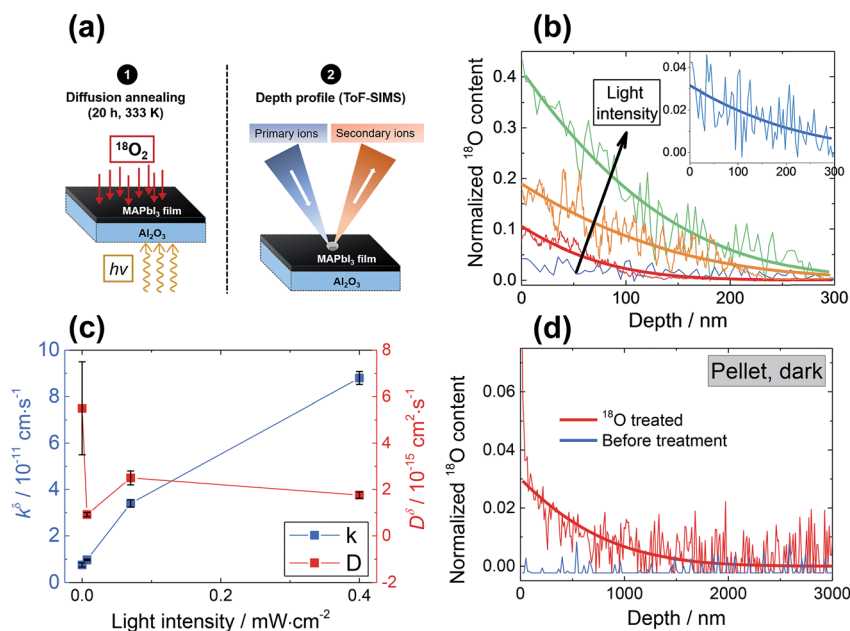 (a)
1
Diffusion annealing
(20 h, 333 K)
¹⁸O₂
MAPbI₃ film
Al₂O₃
hν
2
Depth profile (ToF-SIMS)
Primary ions
Secondary ions
MAPbI₃ film
Al₂O₃
(b)
Normalized ¹⁸O content
0.4
0.3
0.2
0.1
0.0
Light
intensity
0.04
0.02
0.00
0 100 200 300
0 100 200 300
Depth / nm
(c)
k^δ / 10⁻¹¹ cm·s⁻¹
10
8
6
4
2
0
8
6
4
2
0
-2
D^δ / 10⁻¹⁵ cm²·s⁻¹
k
D
0.0 0.2 0.4
Light intensity / mW·cm⁻²
(d)
Normalized ¹⁸O content
0.06
0.04
0.02
0.00
Pellet, dark
¹⁸O treated
Before treatment
0 1000 2000 3000
Depth / nm